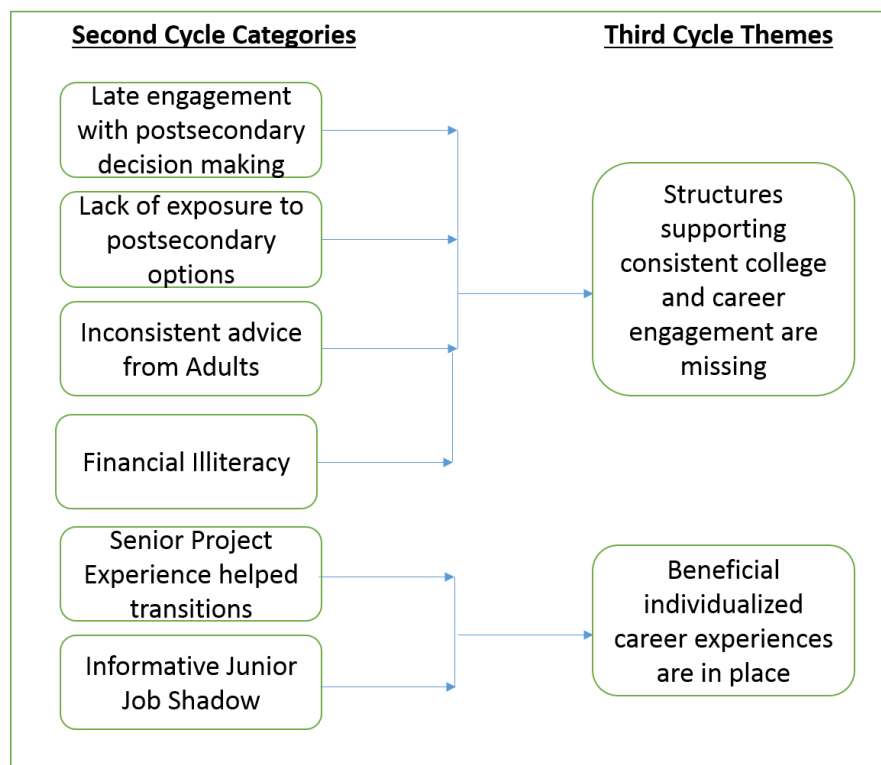 Second Cycle Categories
Third Cycle Themes
Late engagement
with postsecondary
decision making
Lack of exposure to
postsecondary
options
Inconsistent advice
from Adults
Financial Illiteracy
Senior Project
Experience helped
transitions
Informative Junior
Job Shadow
Structures
supporting
consistent college
and career
engagement are
missing
Beneficial
individualized
career experiences
are in place